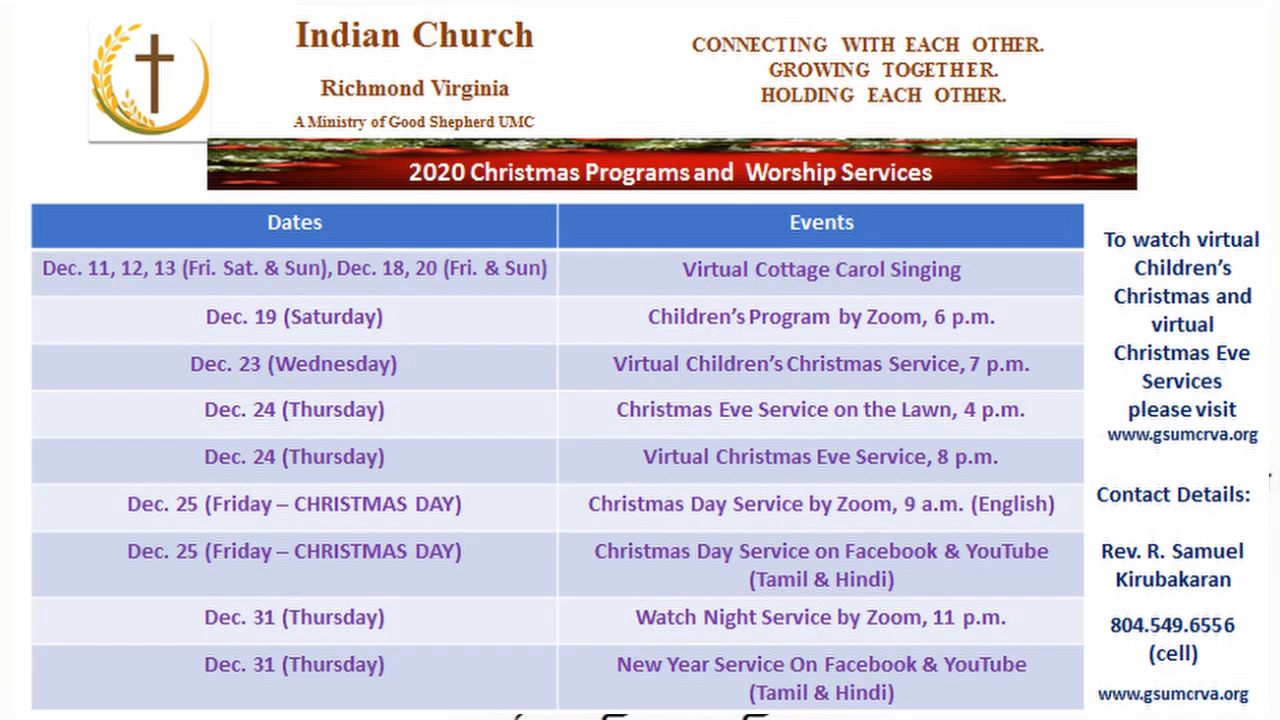 Indian Church
Richmond Virginia
A Ministry of Good Shepherd UMC
CONNECTING WITH EACH OTHER.
GROWING TOGETHER.
HOLDING EACH OTHER.
2020 Christmas Programs and Worship Services
Dates Events
Dec. 11, 12, 13 (Fri. Sat. & Sun), Dec. 18, 20 (Fri. & Sun) Virtual Cottage Carol Singing
Dec. 19 (Saturday) Children's Program by Zoom, 6 p.m.
Dec. 23 (Wednesday) Virtual Children's Christmas Service, 7 p.m.
Dec. 24 (Thursday) Christmas Eve Service on the Lawn, 4 p.m.
Dec. 24 (Thursday) Virtual Christmas Eve Service, 8 p.m.
Dec. 25 (Friday – CHRISTMAS DAY) Christmas Day Service by Zoom, 9 a.m. (English)
Dec. 25 (Friday – CHRISTMAS DAY) Christmas Day Service on Facebook & YouTube
(Tamil & Hindi)
Dec. 31 (Thursday) Watch Night Service by Zoom, 11 p.m.
Dec. 31 (Thursday) New Year Service On Facebook & YouTube
(Tamil & Hindi)
To watch virtual
Children's
Christmas and
virtual
Christmas Eve
Services
please visit
www.gsumcrva.org
Contact Details:
Rev. R. Samuel
Kirubakaran
804.549.6556
(cell)
www.gsumcrva.org